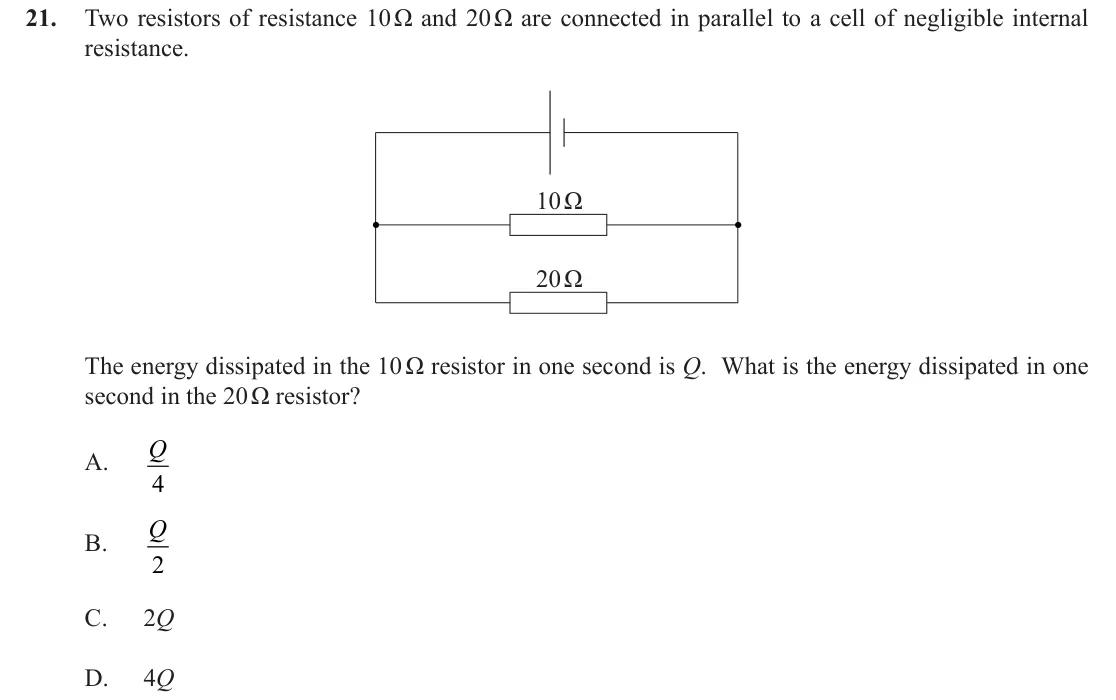 21. Two resistors of resistance 10Ω and 20Ω are connected in parallel to a cell of negligible internal
resistance.
10Ω
20Ω
The energy dissipated in the 10Ω resistor in one second is Q. What is the energy dissipated in one
second in the 20Ω resistor?
A. Q/4
B. Q/2
C. 2Q
D. 4Q